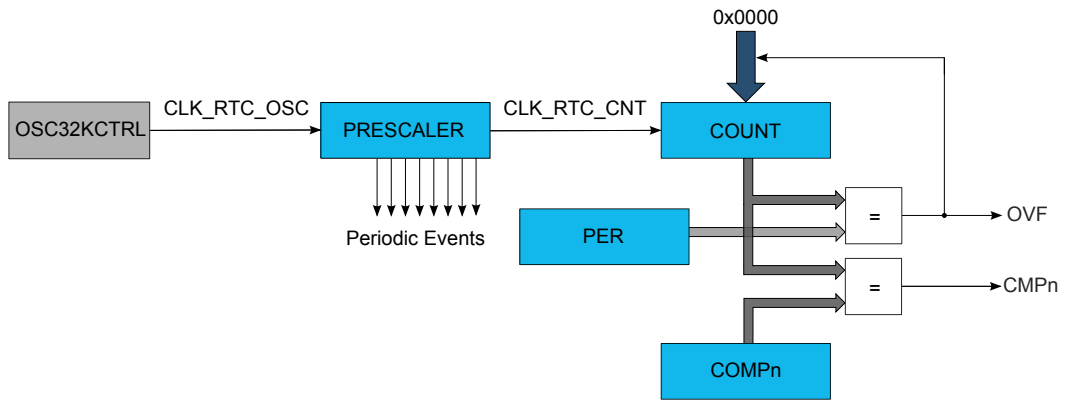 0x0000
OSC32KCTRL
CLK_RTC_OSC
PRESCALER
CLK_RTC_CNT
COUNT
Periodic Events
PER
=
OVF
=
CMPn
COMPn